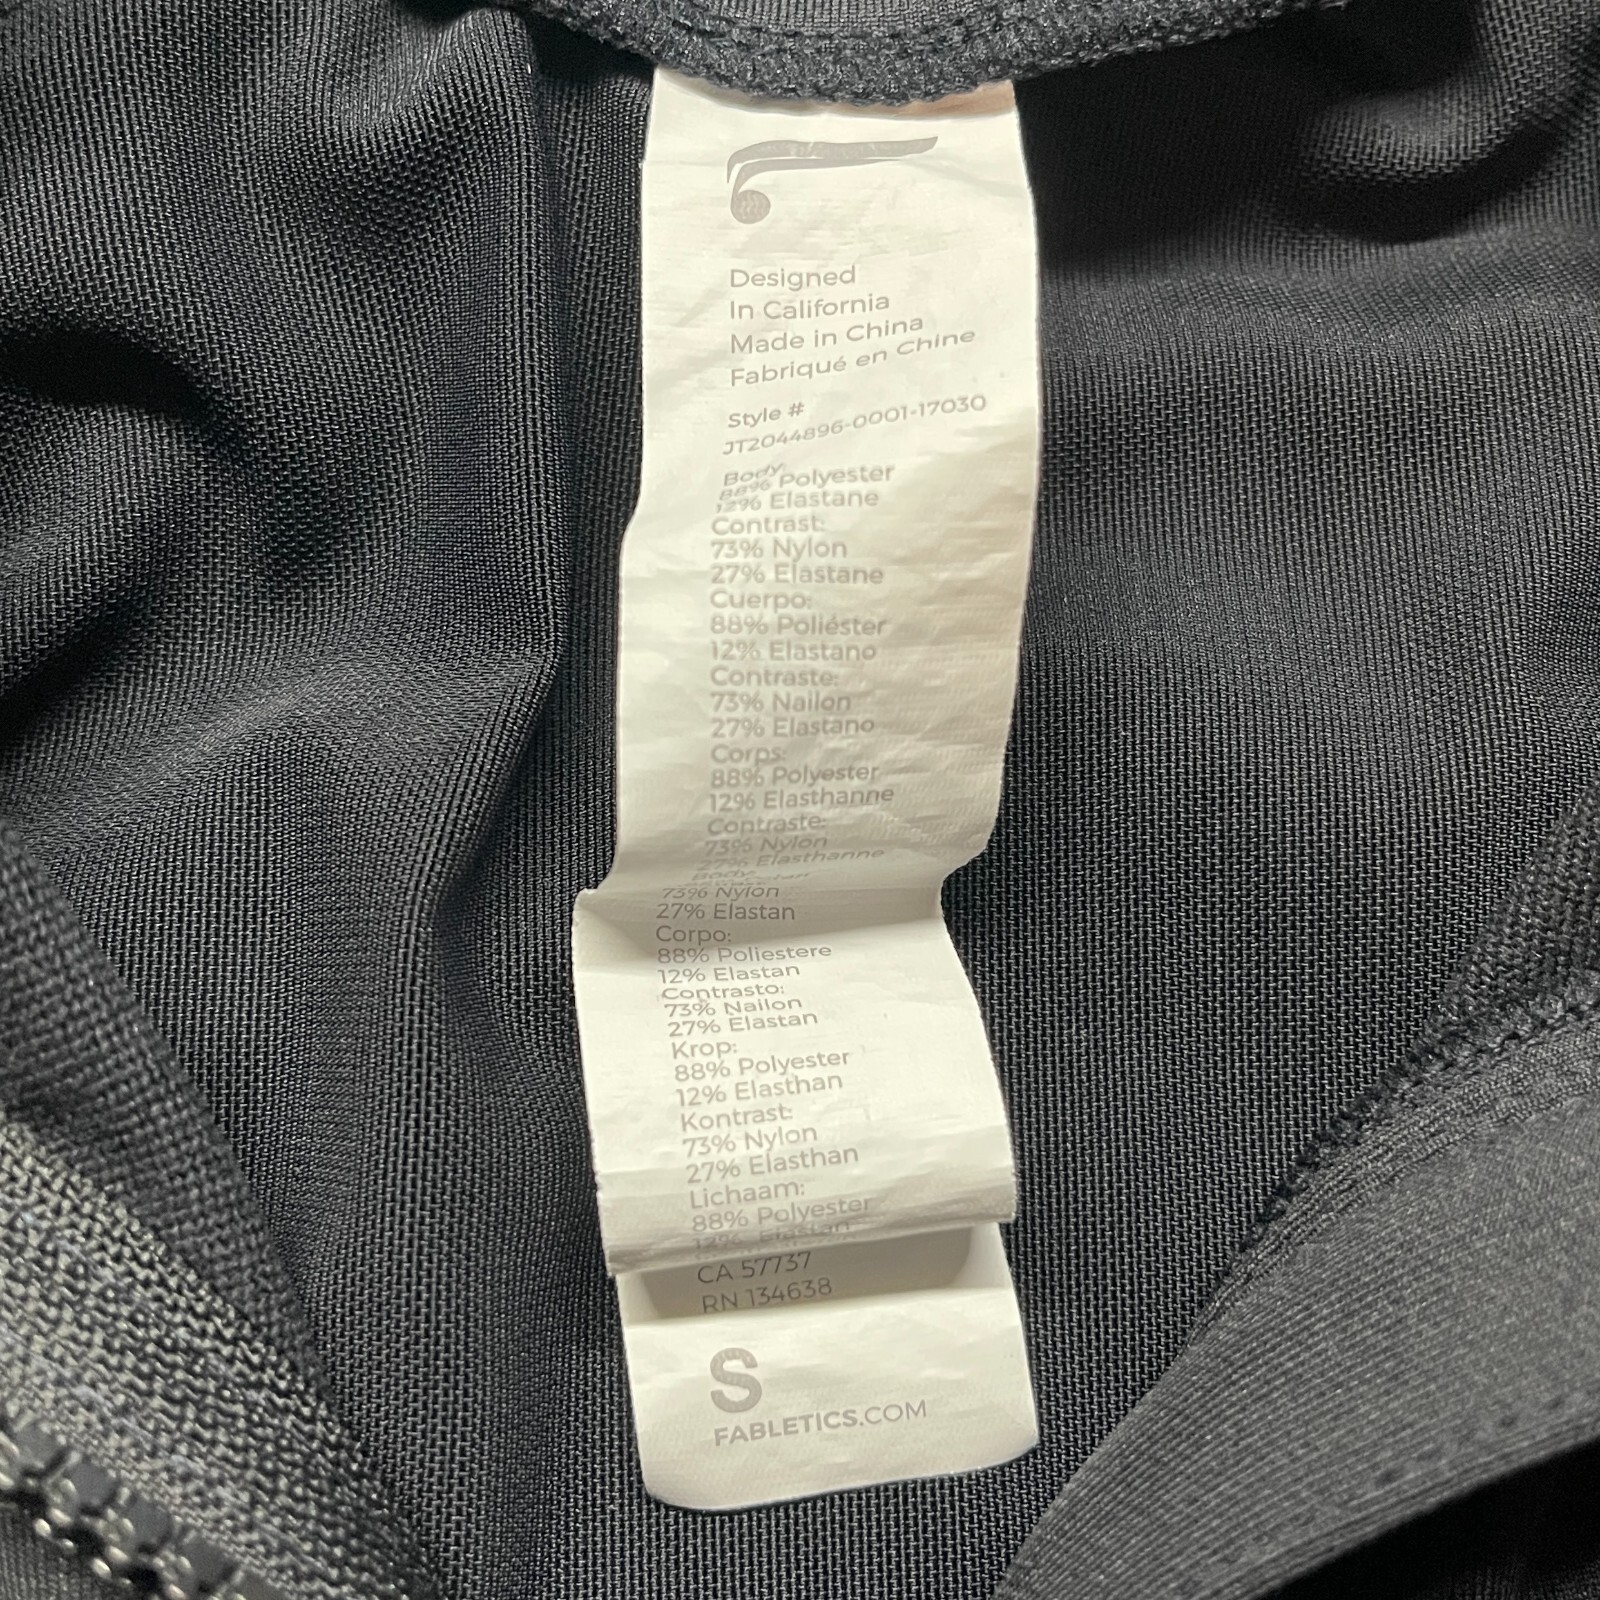 Designed
In California
Made in China
Fabriqué en Chine
Style #
JT2044896-0001-17030
Body
88% Polyester
12% Elastane
Contrast:
73% Nylon
27% Elastane
Cuerpo:
88% Poliéster
12% Elastano
Contraste:
73% Nailon
27% Elastano
Corps:
88% Polyester
12% Elasthanne
Contraste:
73% Nylon
27% Elasthanne
Body
73% Nylon
27% Elastan
Corpo:
88% Poliestere
12% Elastan
Contrasto:
73% Nailon
27% Elastan
Krop:
88% Polyester
12% Elasthan
Kontrast:
73% Nylon
27% Elasthan
Lichaam:
88% Polyester
12% Elastan
CA 57737
RN 134638
S
FABLETICS.COM